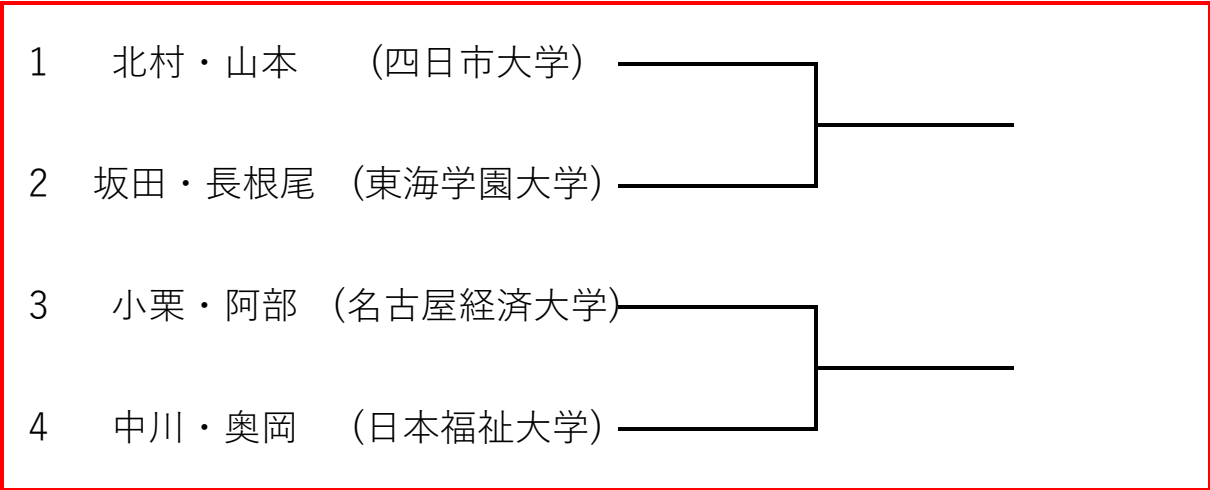 1 北村・山本 (四日市大学)
2 坂田・長根尾 (東海学園大学)
3 小栗・阿部 (名古屋経済大学)
4 中川・奥岡 (日本福祉大学)